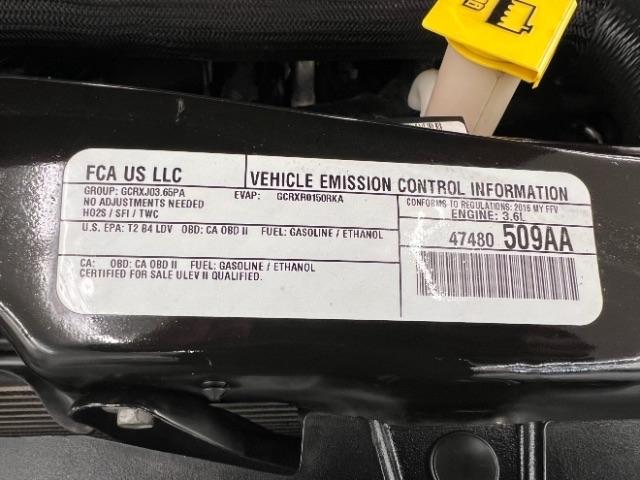 FCA US LLC
VEHICLE EMISSION CONTROL INFORMATION
GROUP: GCRXJ03.65PA EVAP: GCRXR0150RKA
NO ADJUSTMENTS NEEDED
HO2S / SFI / TWC
CONFORMS TO REGULATIONS: 2016 MY FFV
ENGINE: 3.6L
U.S. EPA: T2 B4 LDV OBD: CA OBD II FUEL: GASOLINE / ETHANOL
47480 509AA
CA: OBD: CA OBD II FUEL: GASOLINE / ETHANOL
CERTIFIED FOR SALE ULEV II QUALIFIED.